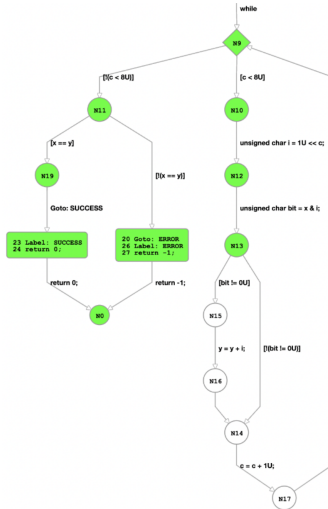 while
N9
[!(c < 8U)]
[c < 8U]
N11
N10
[x == y]
unsigned char i = 1U << c;
N19
[!(x == y)]
N12
Goto: SUCCESS
unsigned char bit = x & i;
23 Label: SUCCESS
24 return 0;
20 Goto: ERROR
26 Label: ERROR
27 return -1;
N13
return 0;
return -1;
[bit != 0U]
N0
N15
y = y + i;
[!(bit != 0U)]
N16
N14
c = c + 1U;
N17